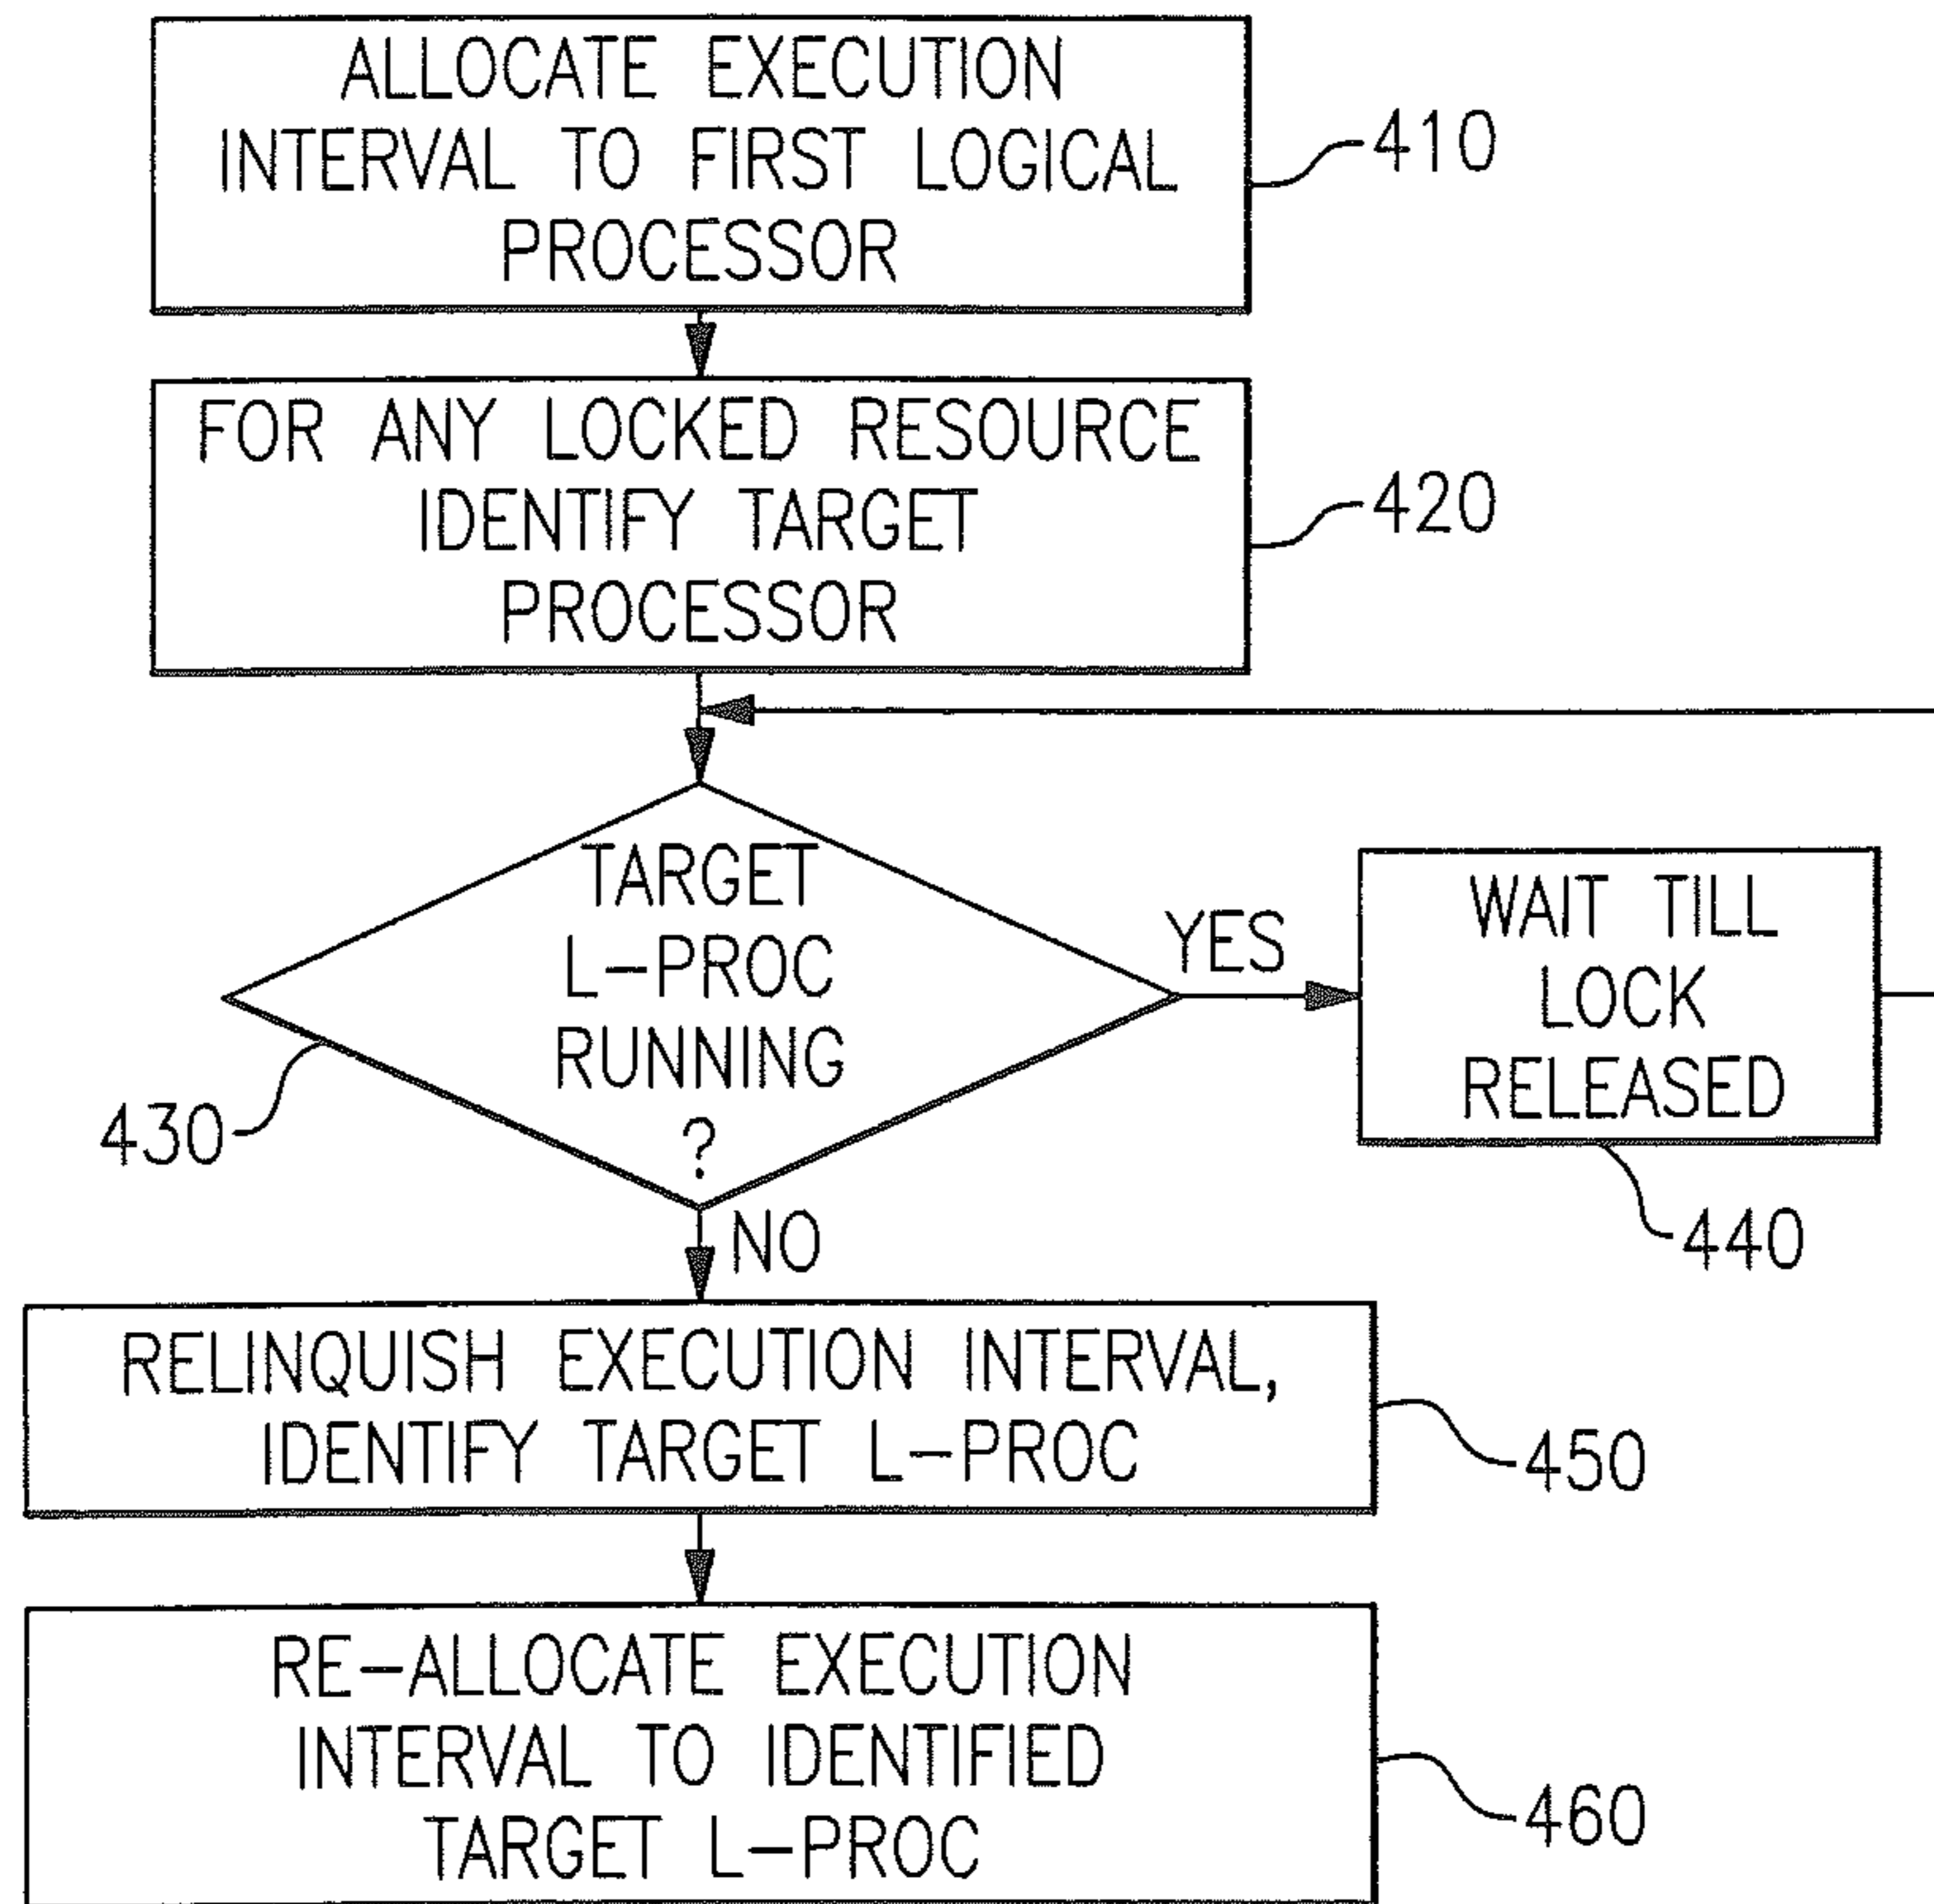 ALLOCATE EXECUTION
INTERVAL TO FIRST LOGICAL
PROCESSOR
410
FOR ANY LOCKED RESOURCE
IDENTIFY TARGET
PROCESSOR
420
TARGET
L-PROC
RUNNING
?
430
YES
WAIT TILL
LOCK
RELEASED
440
NO
RELINQUISH EXECUTION INTERVAL,
IDENTIFY TARGET L-PROC
450
RE-ALLOCATE EXECUTION
INTERVAL TO IDENTIFIED
TARGET L-PROC
460